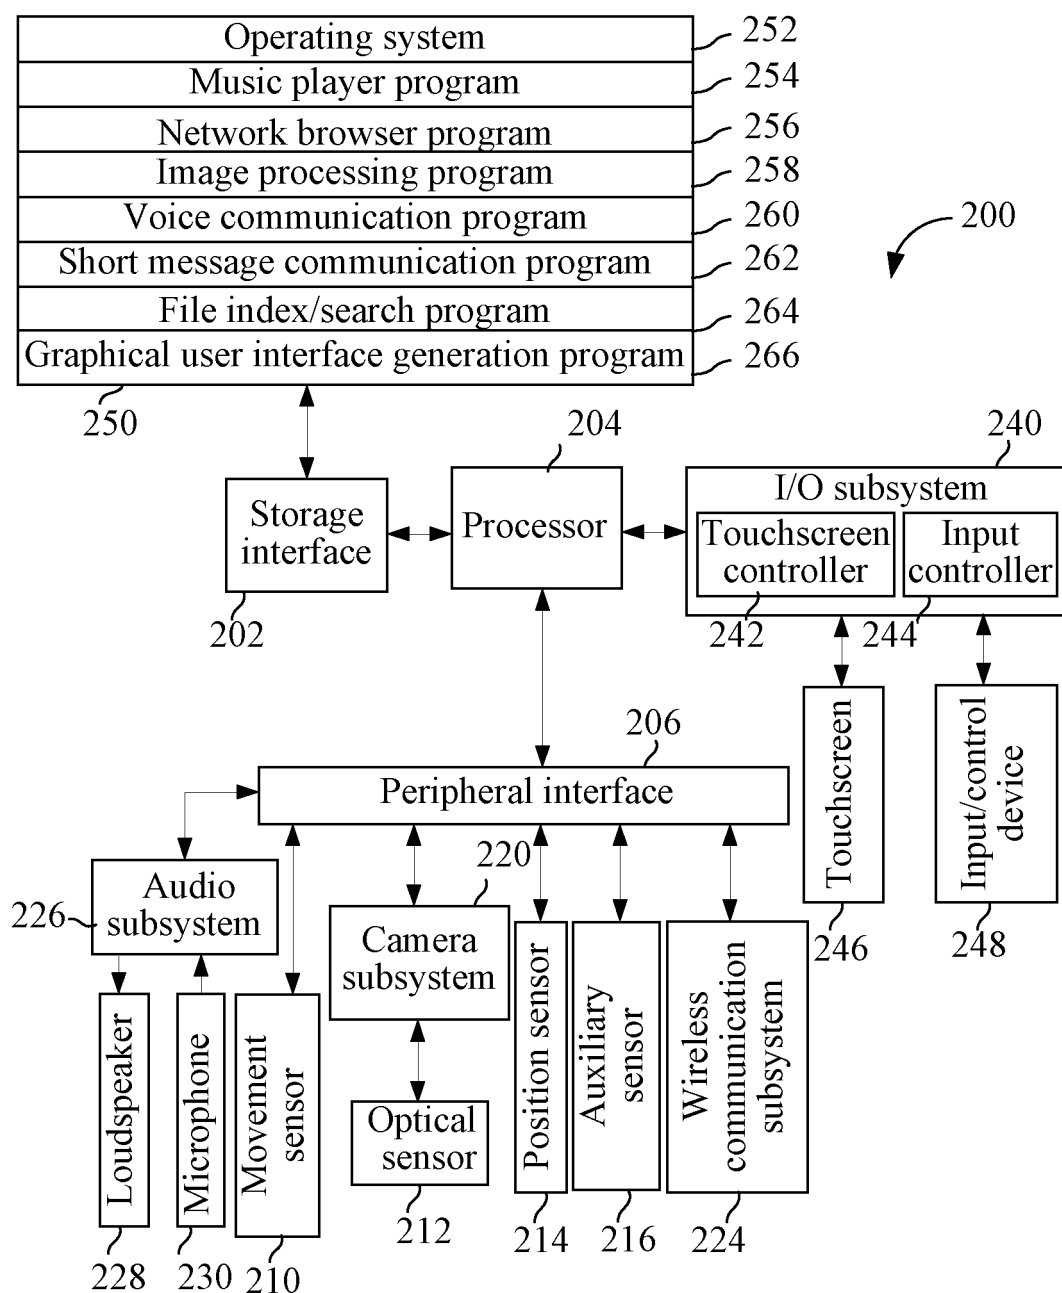 Operating system
252
Music player program
254
Network browser program
256
Image processing program
258
Voice communication program
260
200
Short message communication program
262
File index/search program
264
Graphical user interface generation program
266
250
204
240
Storage
interface
202
Processor
I/O subsystem
Touchscreen
controller
242
Input
controller
244
206
Peripheral interface
Touchscreen
246
Input/control
device
248
Audio
subsystem
226
220
Camera
subsystem
Loudspeaker
228
Microphone
230
Movement
sensor
210
Optical
sensor
212
Position sensor
214
Auxiliary
sensor
216
Wireless
communication
subsystem
224